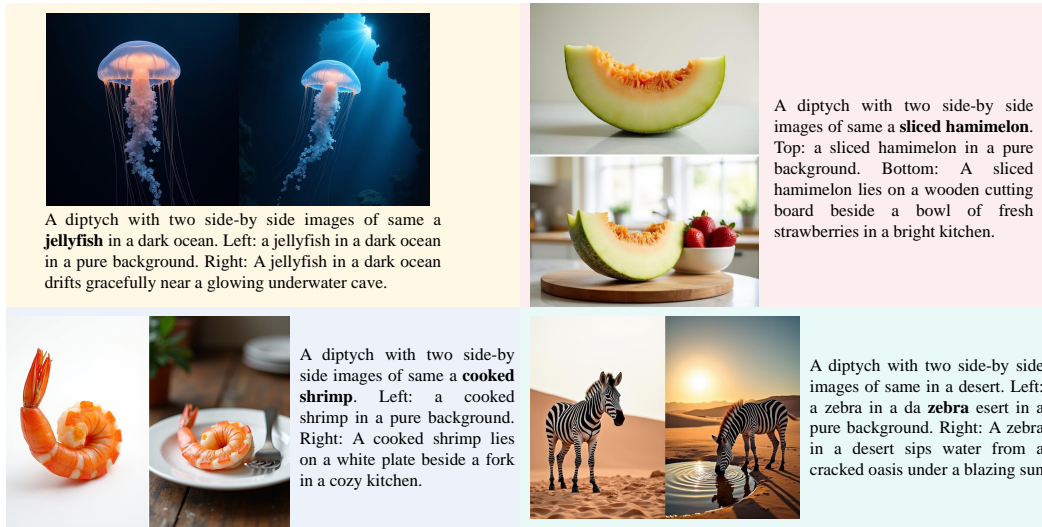 A diptych with two side-by side images of same a
jellyfish in a dark ocean. Left: a jellyfish in a dark ocean
in a pure background. Right: A jellyfish in a dark ocean
drifts gracefully near a glowing underwater cave.
A diptych with two side-by side
images of same a sliced hamimelon.
Top: a sliced hamimelon in a pure
background. Bottom: A sliced
hamimelon lies on a wooden cutting
board beside a bowl of fresh
strawberries in a bright kitchen.
A diptych with two side-by
side images of same a cooked
shrimp. Left: a cooked
shrimp in a pure background.
Right: A cooked shrimp lies
on a white plate beside a fork
in a cozy kitchen.
A diptych with two side-by side
images of same in a desert. Left:
a zebra in a da zebra esert in a
pure background. Right: A zebra
in a desert sips water from a
cracked oasis under a blazing sun